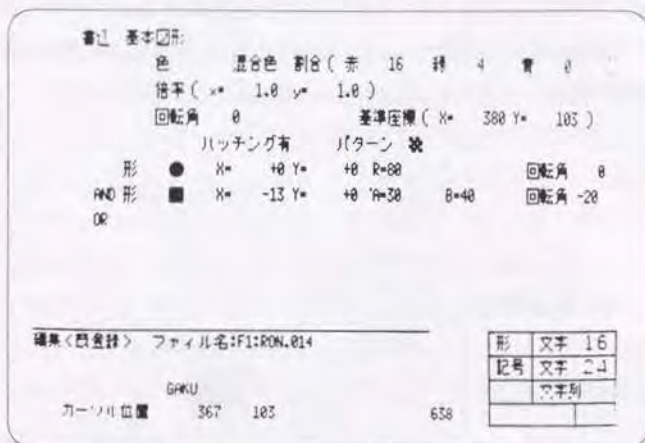 書込 基本図形
色 混合色 割合( 赤 16 緑 4 青 0
倍率( x= 1.0 y= 1.0 )
回転角 0 基準座標( X= 380 Y= 103 )
ハッチング有 パターン
形 ● X= +0 Y= +0 R=80 回転角 0
AND 形 ■ X= -13 Y= +0 A=30 B=40 回転角 -20
OR
編集<図登録> ファイル名:F1:RON.014
GAKU
カーソル位置 367 103 638
形 文字 16
記号 文字 24
文字列